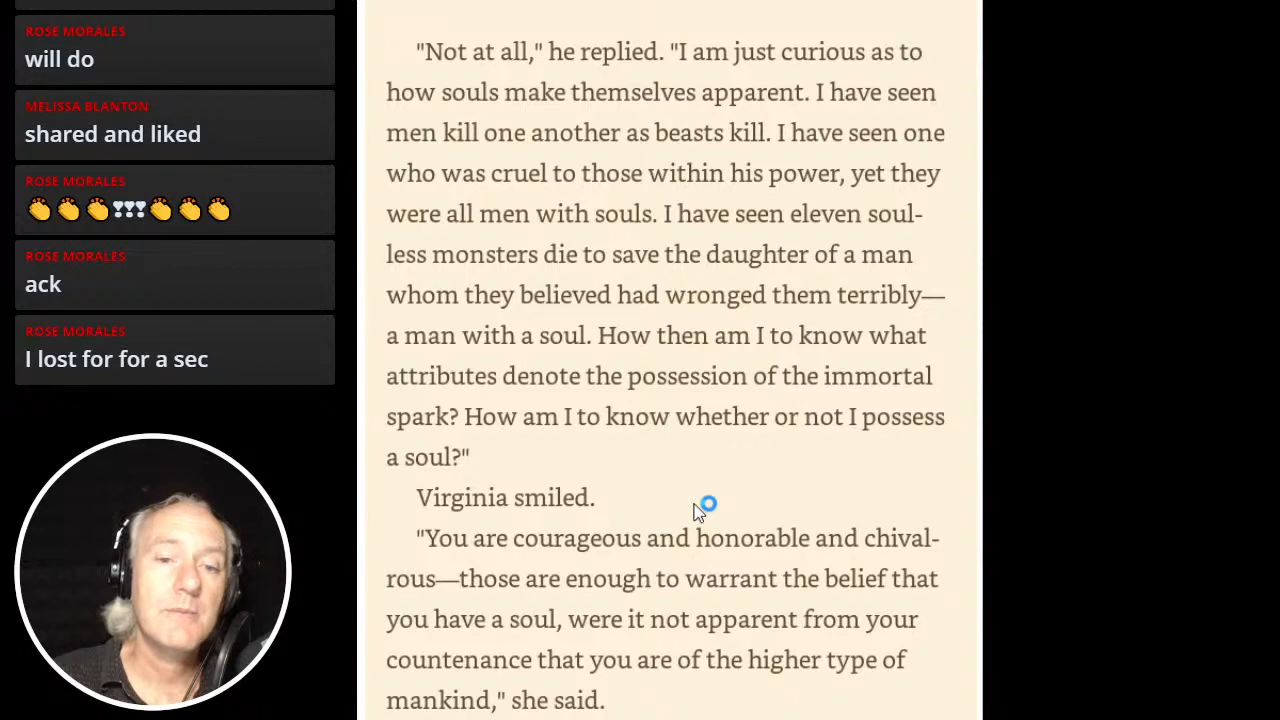 ROSE MORALES
will do
MELISSA BLANTON
shared and liked
ROSE MORALES
👏👏👏❣❣❣👏👏👏
ROSE MORALES
ack
ROSE MORALES
I lost for for a sec
"Not at all," he replied. "I am just curious as to
how souls make themselves apparent. I have seen
men kill one another as beasts kill. I have seen one
who was cruel to those within his power, yet they
were all men with souls. I have seen eleven soul-
less monsters die to save the daughter of a man
whom they believed had wronged them terribly—
a man with a soul. How then am I to know what
attributes denote the possession of the immortal
spark? How am I to know whether or not I possess
a soul?"
Virginia smiled.
"You are courageous and honorable and chival-
rous—those are enough to warrant the belief that
you have a soul, were it not apparent from your
countenance that you are of the higher type of
mankind," she said.